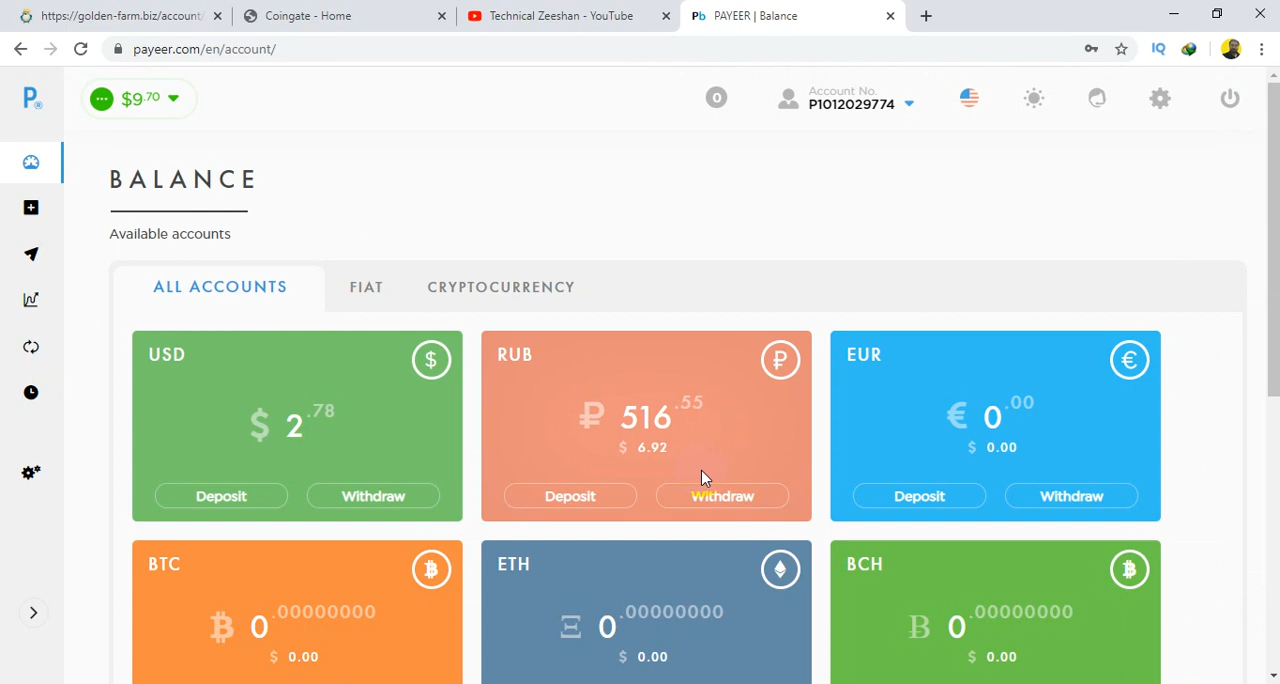 https://golden-farm.biz/account/
Coingate - Home
Technical Zeeshan - YouTube
Pb PAYEER | Balance
payeer.com/en/account/
IQ
P
$9.70
0
Account No.
P1012029774
BALANCE
Available accounts
ALL ACCOUNTS
FIAT
CRYPTOCURRENCY
USD
$
$ 2.78
Deposit
Withdraw
RUB
₽
₽ 516.55
$ 6.92
Deposit
Withdraw
EUR
€
€ 0.00
$ 0.00
Deposit
Withdraw
BTC
₿
₿ 0.00000000
$ 0.00
ETH
Ξ 0.00000000
$ 0.00
BCH
₿
Ƀ 0.00000000
$ 0.00